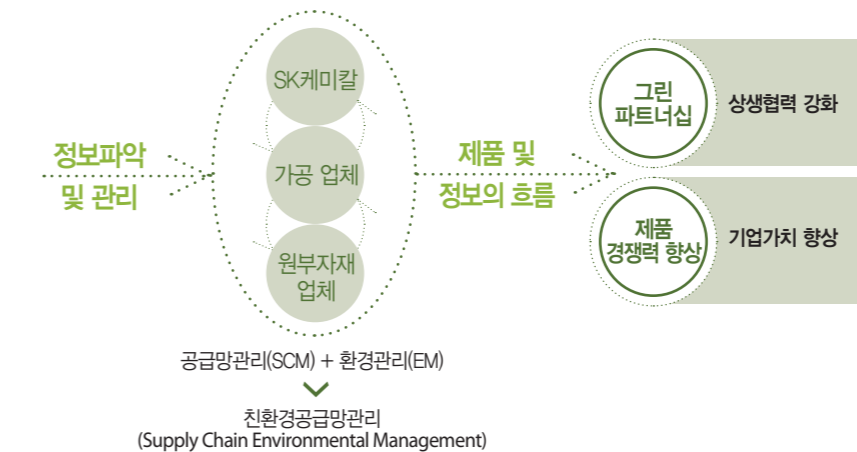 정보파악
및 관리
SK케미칼
가공 업체
원부자재
업체
제품 및
정보의 흐름
그린
파트너십
상생협력 강화
제품
경쟁력 향상
기업가치 향상
공급망관리(SCM) + 환경관리(EM)
친환경공급망관리
(Supply Chain Environmental Management)